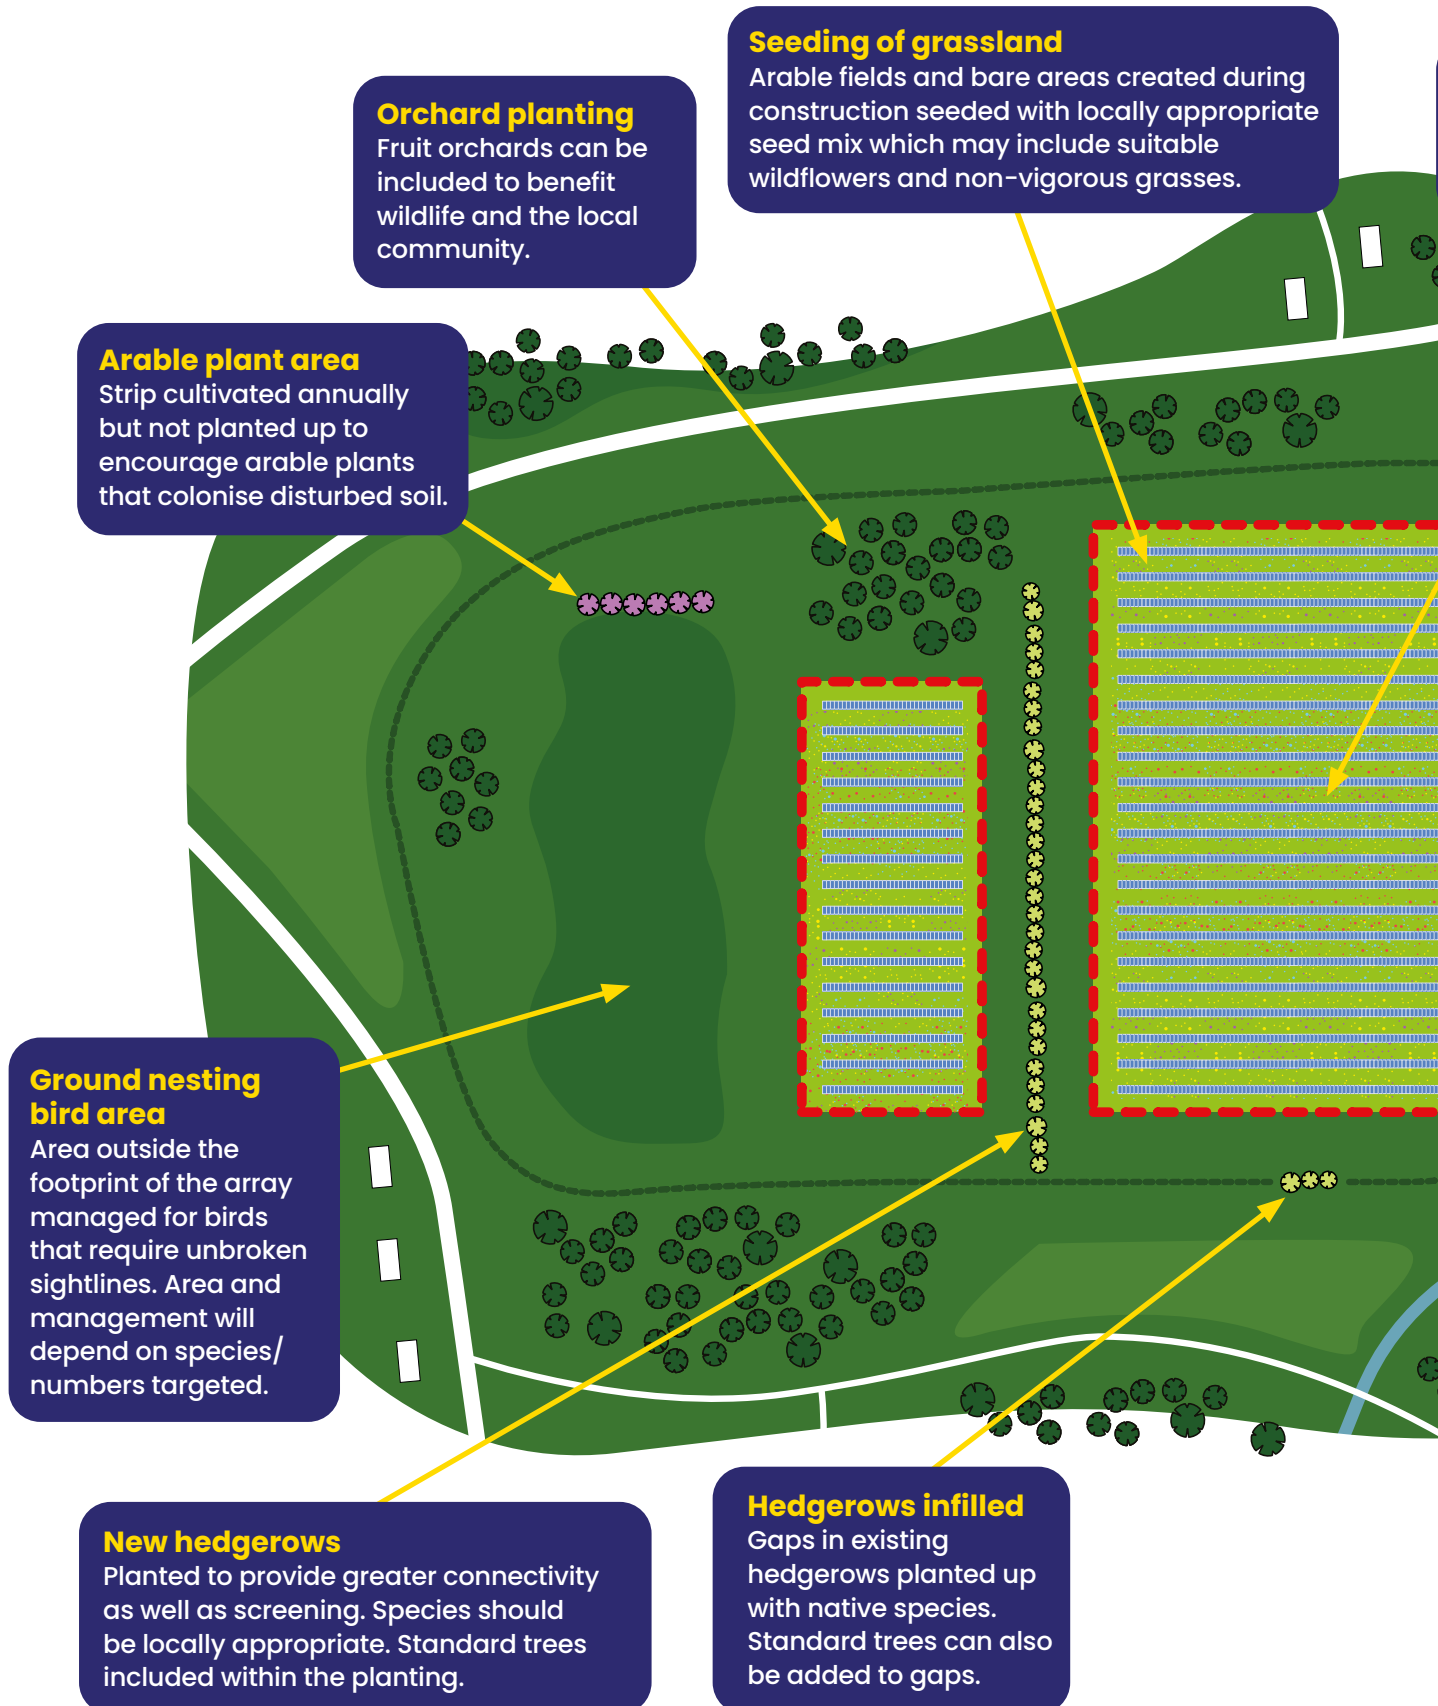 Seeding of grassland
Arable fields and bare areas created during
construction seeded with locally appropriate
seed mix which may include suitable
wildflowers and non-vigorous grasses.
Orchard planting
Fruit orchards can be
included to benefit
wildlife and the local
community.
Arable plant area
Strip cultivated annually
but not planted up to
encourage arable plants
that colonise disturbed soil.
Ground nesting
bird area
Area outside the
footprint of the array
managed for birds
that require unbroken
sightlines. Area and
management will
depend on species/
numbers targeted.
New hedgerows
Planted to provide greater connectivity
as well as screening. Species should
be locally appropriate. Standard trees
included within the planting.
Hedgerows infilled
Gaps in existing
hedgerows planted up
with native species.
Standard trees can also
be added to gaps.